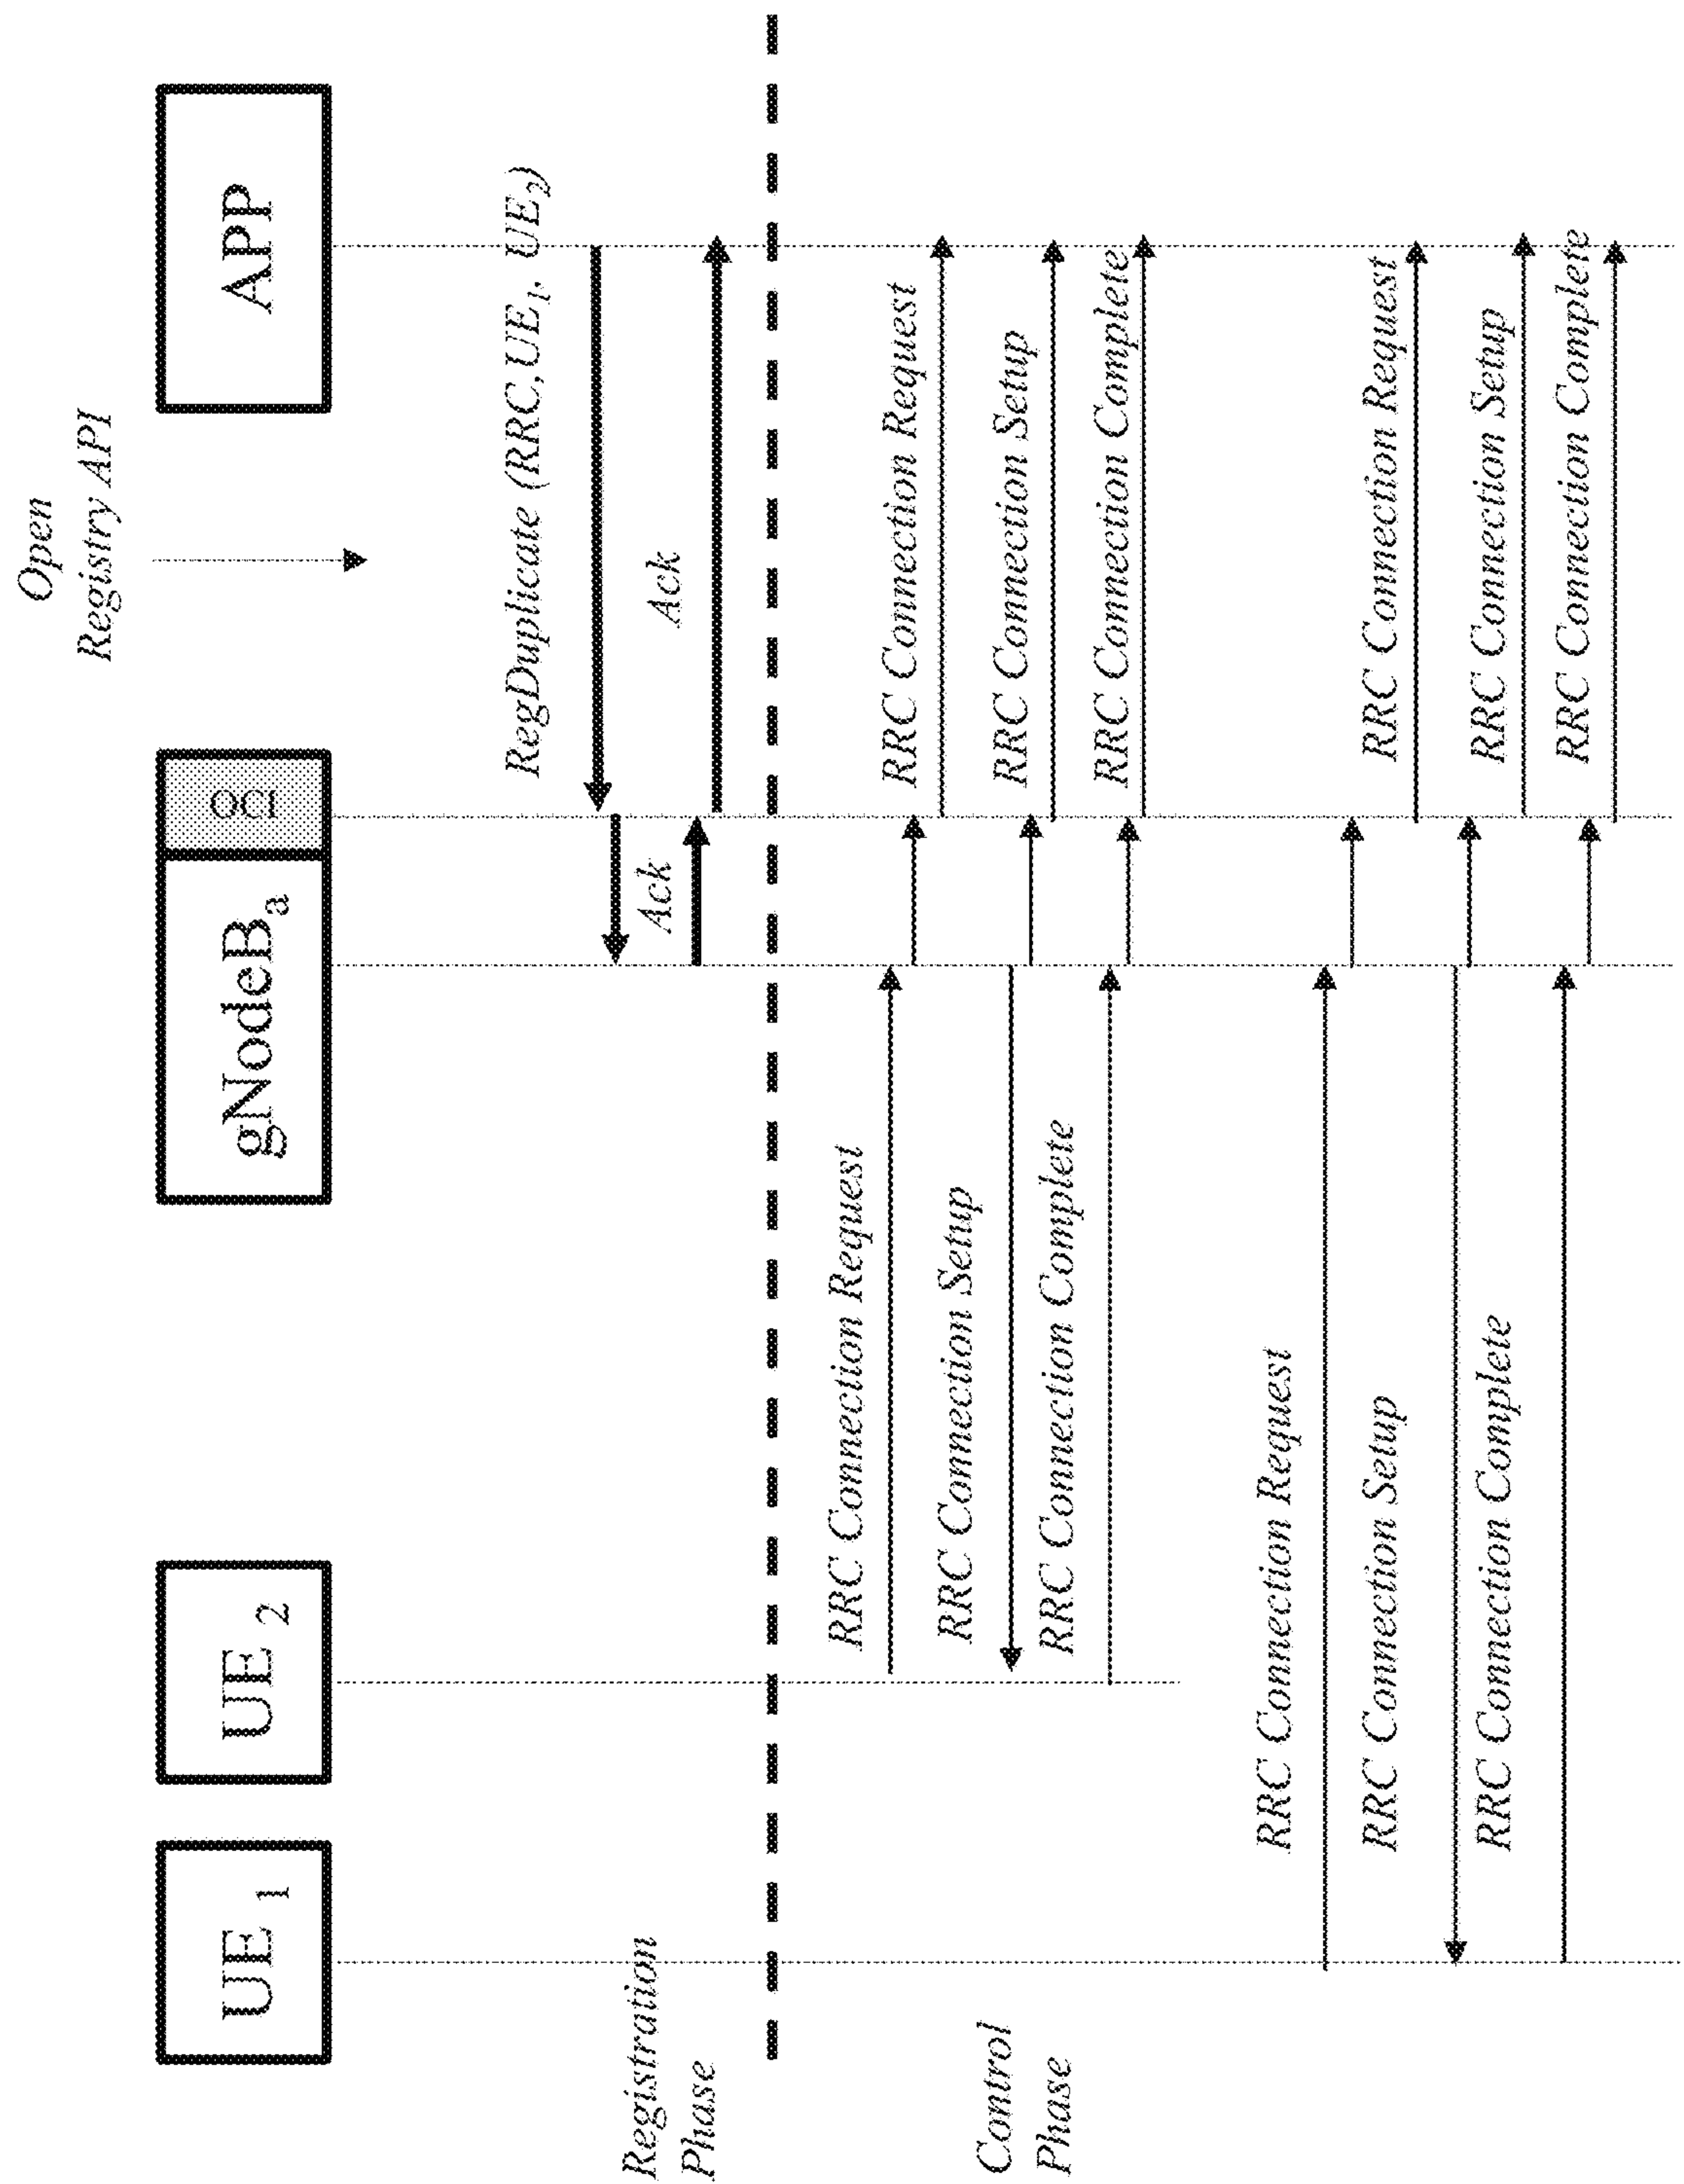 Open
Registry API
UE 1
UE 2
gNodeBa
OCI
APP
RegDuplicate (RRC,UE1, UE2)
Registration
Phase
Ack
Ack
RRC Connection Request
RRC Connection Request
RRC Connection Setup
RRC Connection Setup
Control
Phase
RRC Connection Complete
RRC Connection Complete
RRC Connection Request
RRC Connection Request
RRC Connection Setup
RRC Connection Setup
RRC Connection Complete
RRC Connection Complete